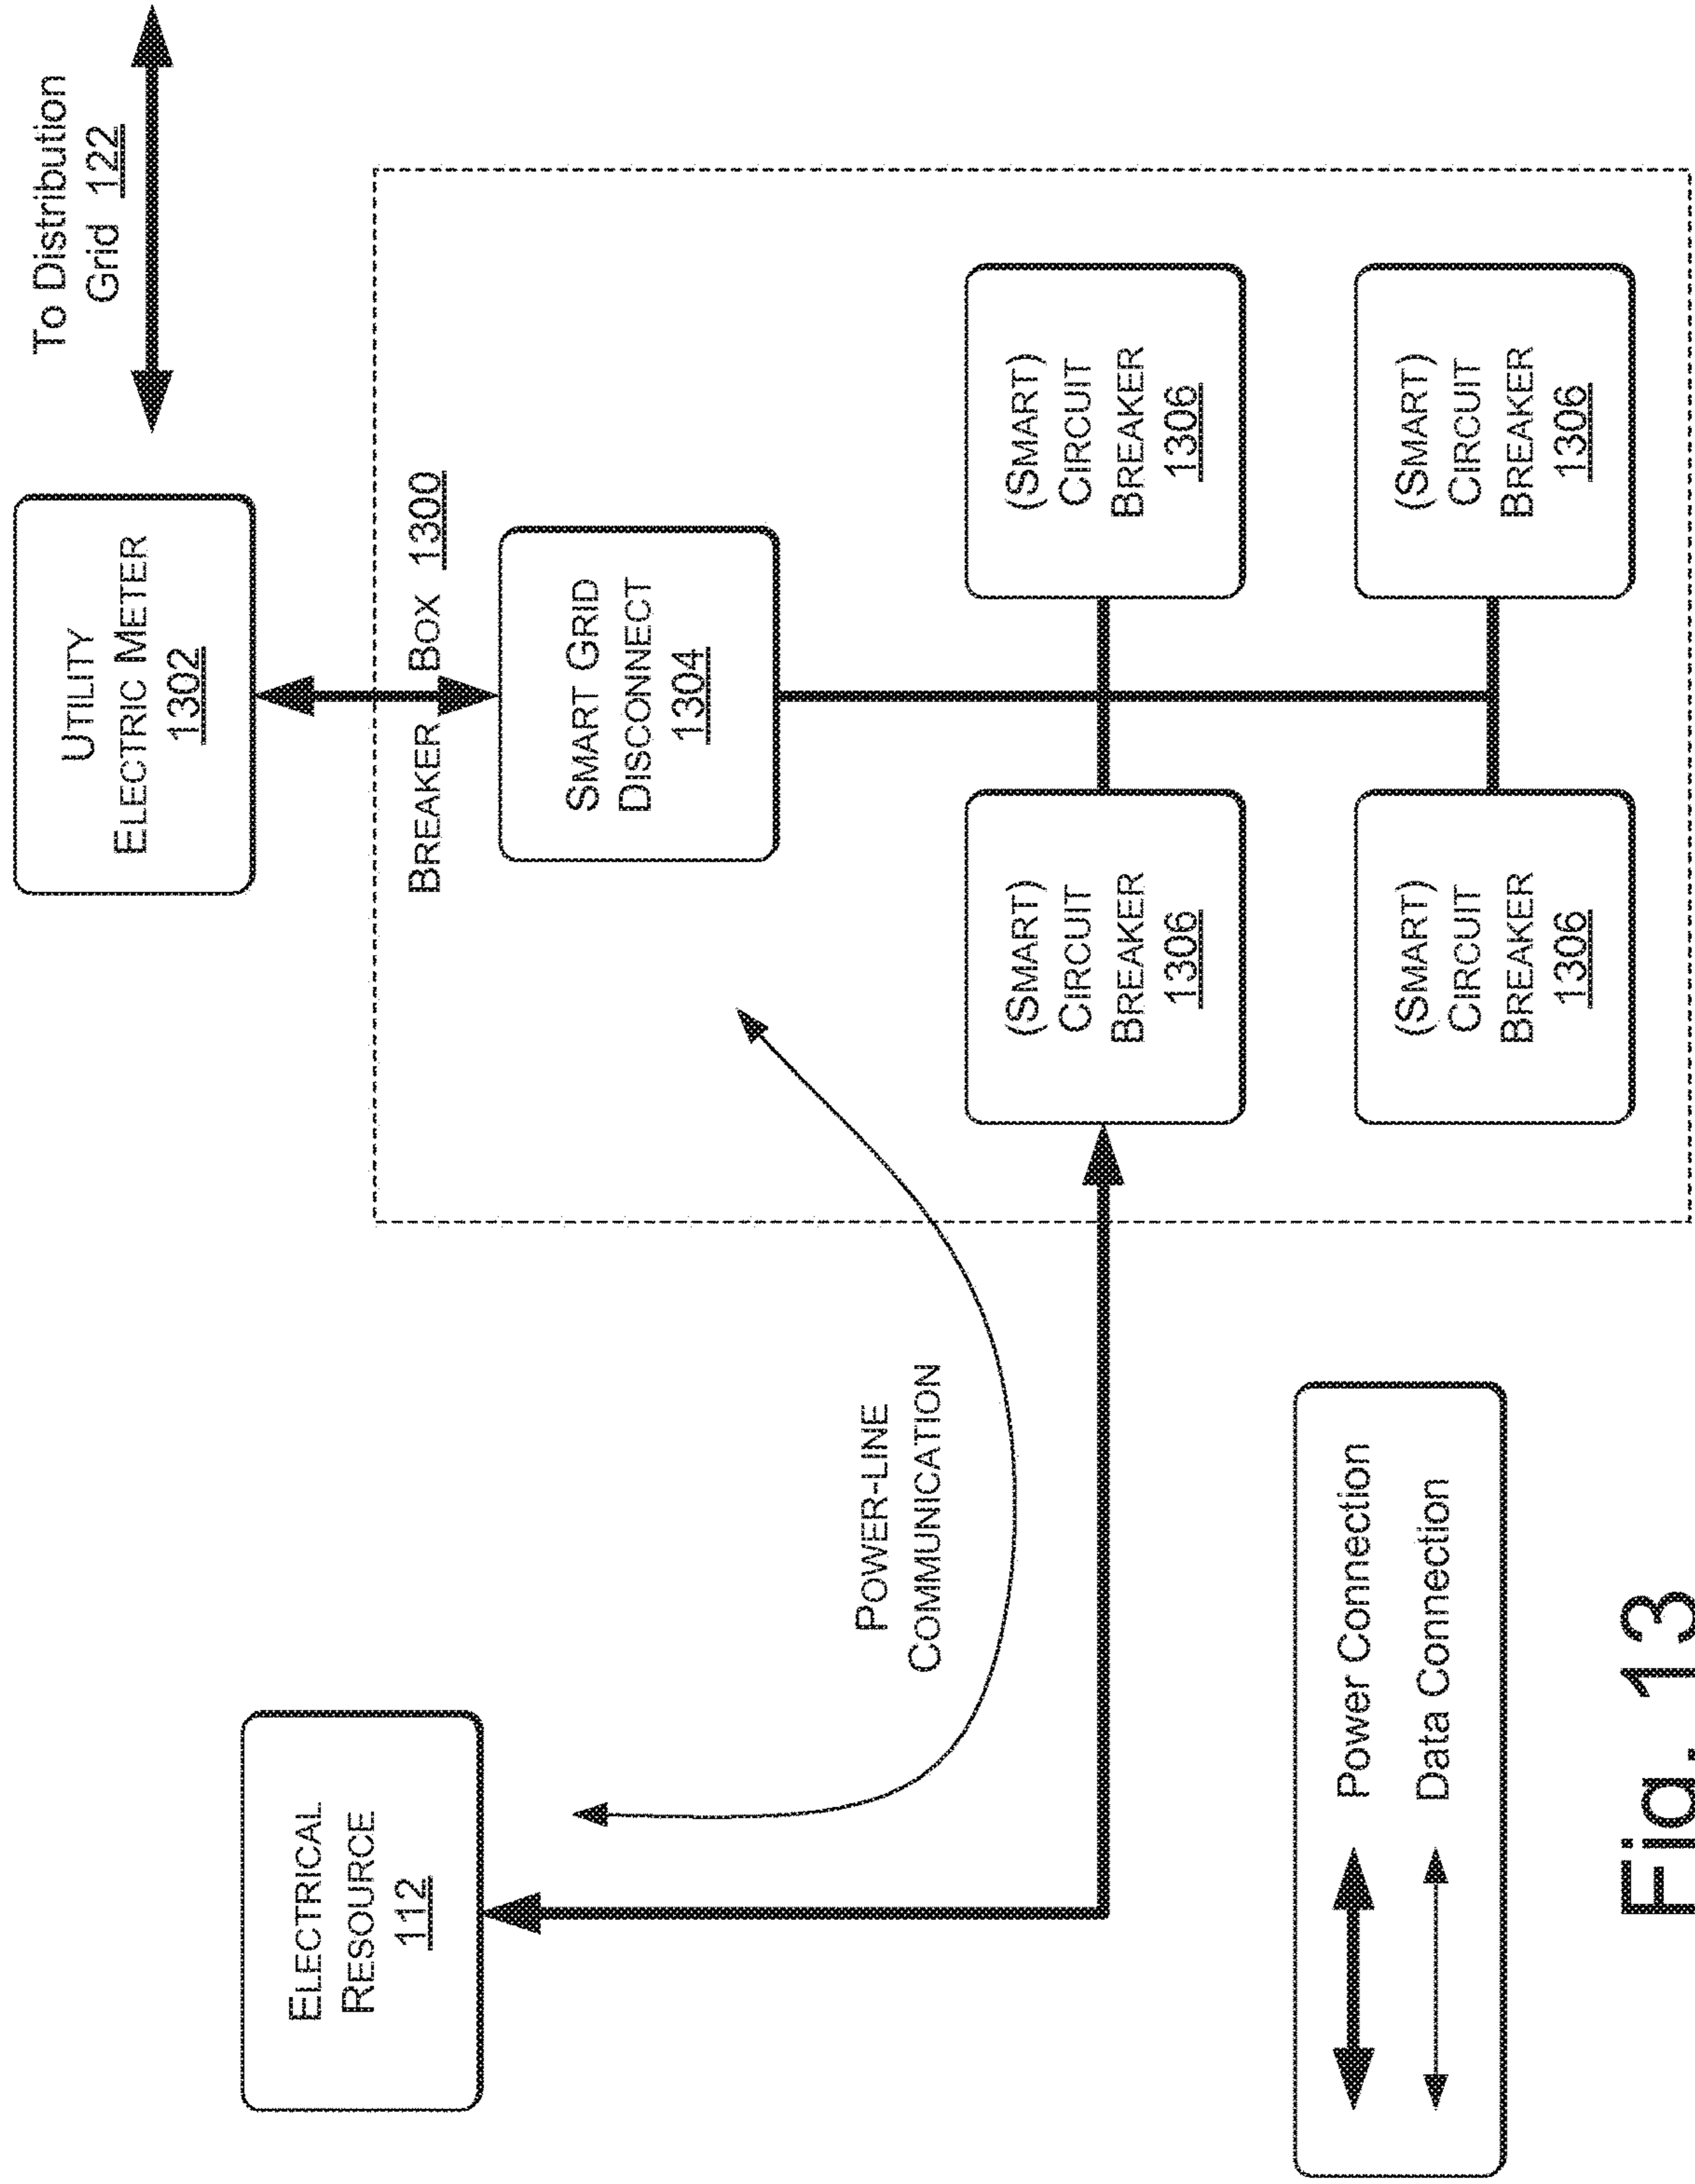 To Distribution
Grid 122
UTILITY
ELECTRIC METER
1302
BREAKER BOX 1300
SMART GRID
DISCONNECT
1304
ELECTRICAL
RESOURCE
112
POWER-LINE
COMMUNICATION
(SMART)
CIRCUIT
BREAKER
1306
(SMART)
CIRCUIT
BREAKER
1306
(SMART)
CIRCUIT
BREAKER
1306
(SMART)
CIRCUIT
BREAKER
1306
Power Connection
Data Connection
Fig. 13